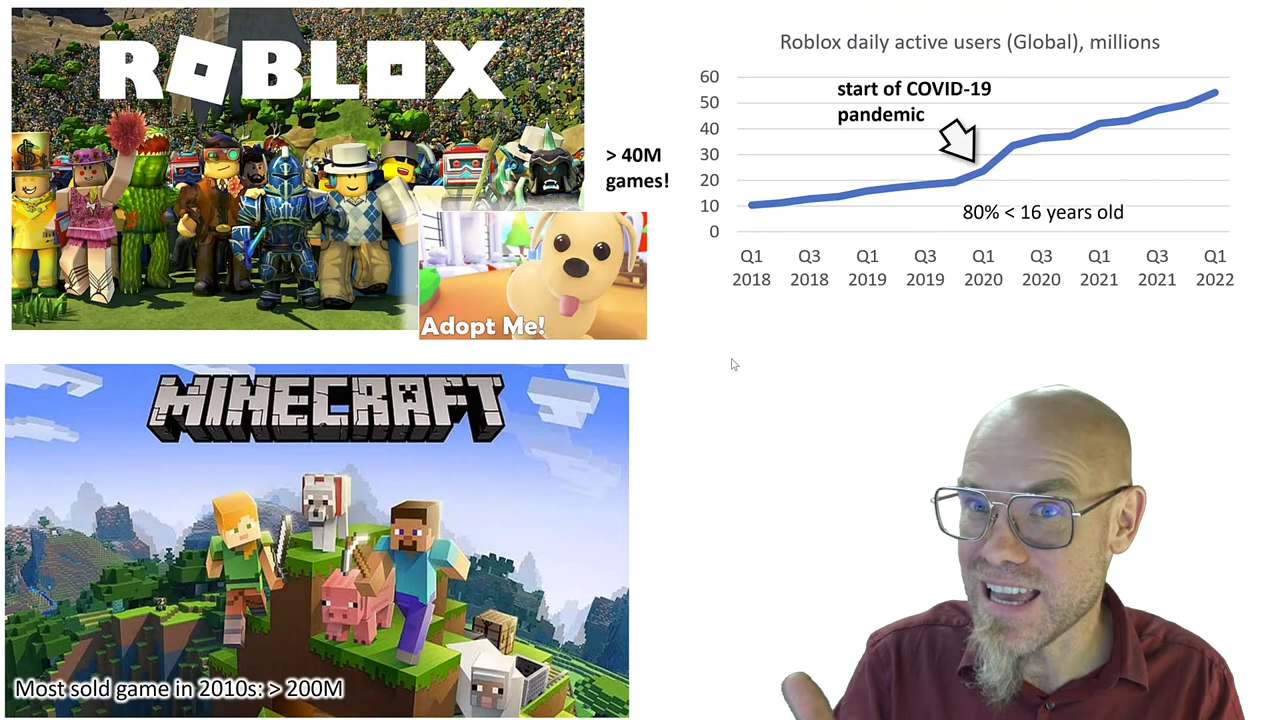 ROBLOX
> 40M
games!
Adopt Me!
Roblox daily active users (Global), millions
60
50
40
30
20
10
0
start of COVID-19
pandemic
80% < 16 years old
Q1 Q3 Q1 Q3 Q1 Q3 Q1 Q3 Q1
2018 2018 2019 2019 2020 2020 2021 2021 2022
MINECRAFT
Most sold game in 2010s: > 200M